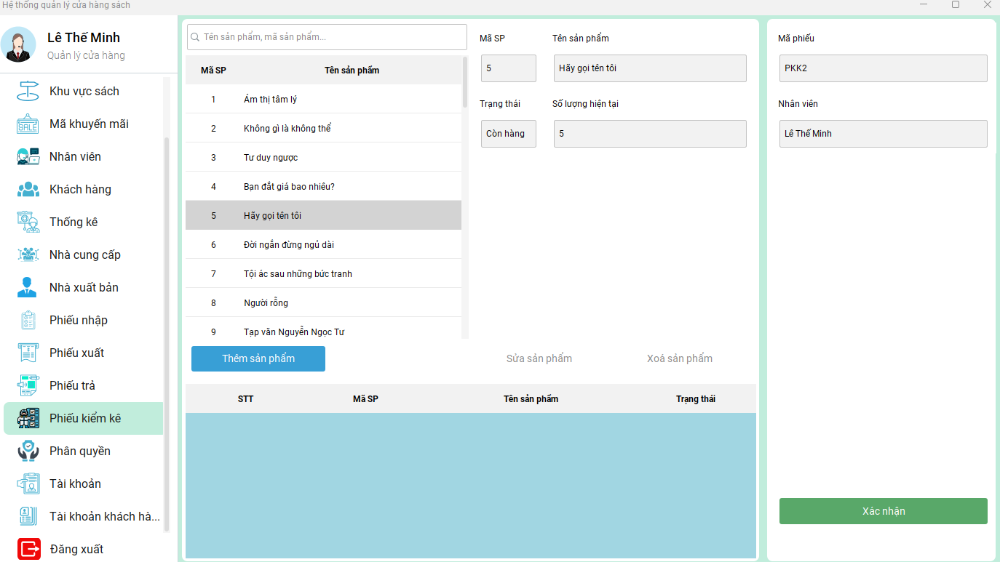 Hệ thống quản lý cửa hàng sách
Lê Thế Minh
Quản lý cửa hàng
Khu vực sách
SALE
Mã khuyến mãi
Nhân viên
Khách hàng
Thống kê
Nhà cung cấp
Nhà xuất bản
Phiếu nhập
Phiếu xuất
Phiếu trả
Phiếu kiểm kê
Phân quyền
Tài khoản
Tài khoản khách hà...
Đăng xuất
Tên sản phẩm, mã sản phẩm...
Mã SP Tên sản phẩm
1 Ám thị tâm lý
2 Không gì là không thể
3 Tư duy ngược
4 Bạn đắt giá bao nhiêu?
5 Hãy gọi tên tôi
6 Đời ngắn đừng ngủ dài
7 Tội ác sau những bức tranh
8 Người rỗng
9 Tạp văn Nguyễn Ngọc Tư
Mã SP Tên sản phẩm
5 Hãy gọi tên tôi
Trạng thái Số lượng hiện tại
Còn hàng 5
Thêm sản phẩm Sửa sản phẩm Xoá sản phẩm
STT Mã SP Tên sản phẩm Trạng thái
Mã phiếu
PKK2
Nhân viên
Lê Thế Minh
Xác nhận